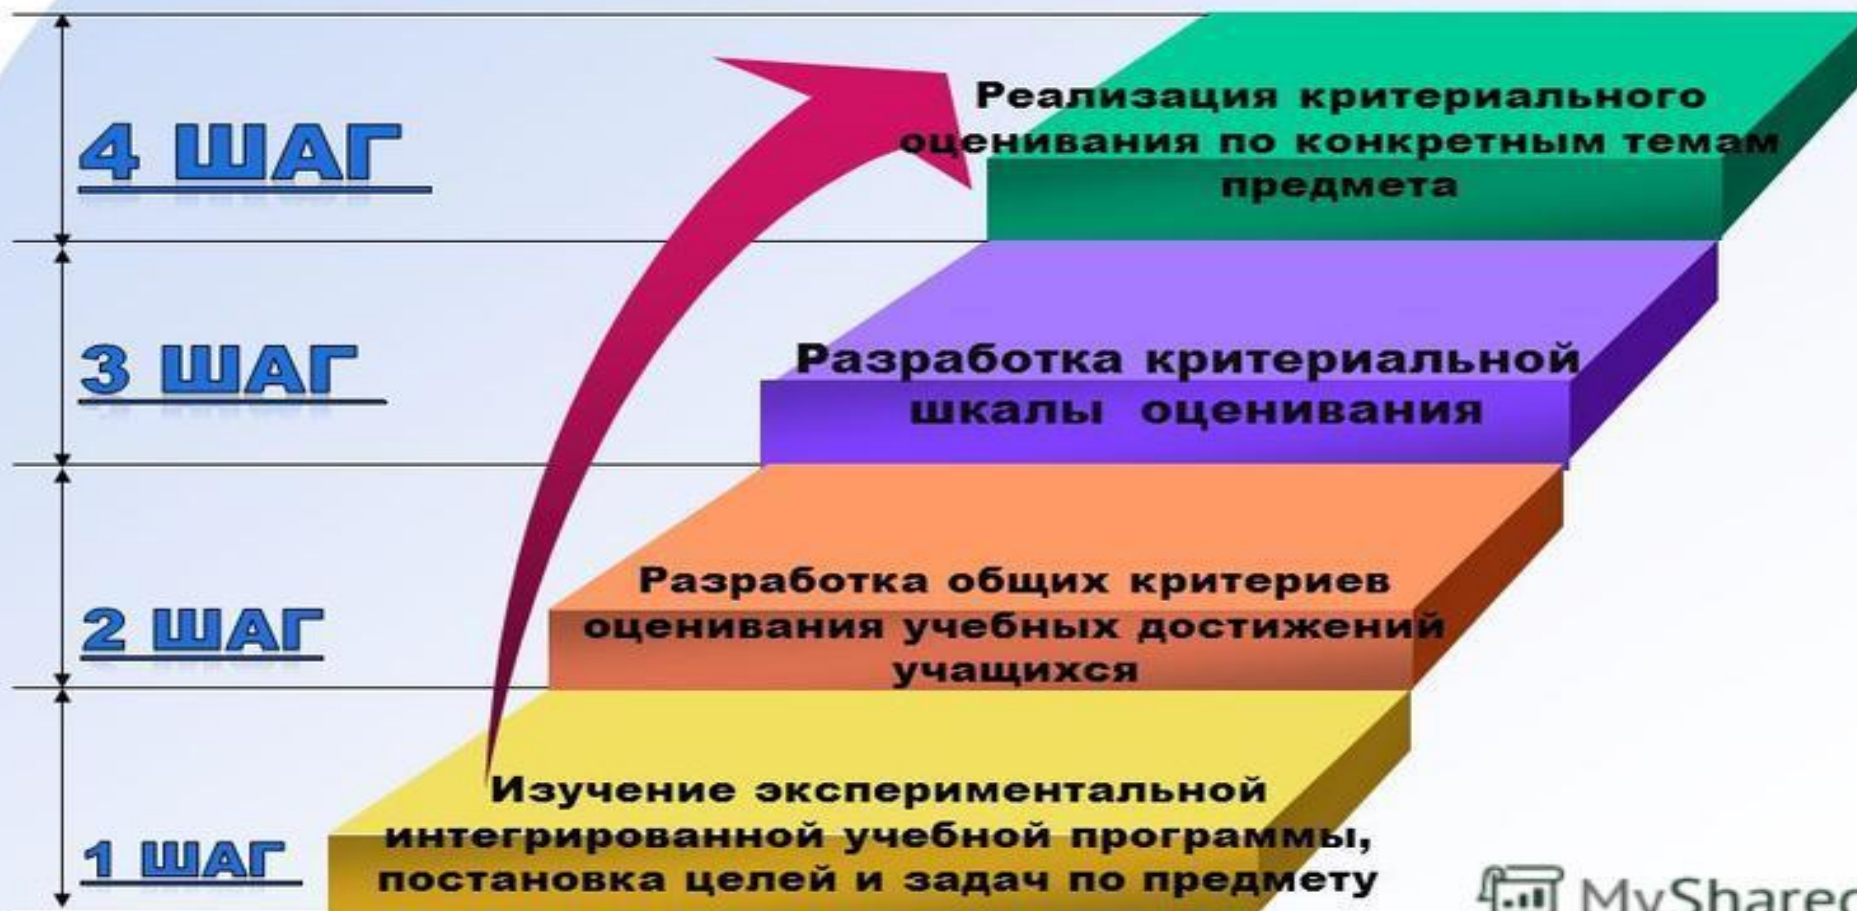 4 ШАГ
Реализация критериального
оценивания по конкретным темам
предмета
3 ШАГ
Разработка критериальной
шкалы оценивания
2 ШАГ
Разработка общих критериев
оценивания учебных достижений
учащихся
1 ШАГ
Изучение экспериментальной
интегрированной учебной программы,
постановка целей и задач по предмету
MyShared